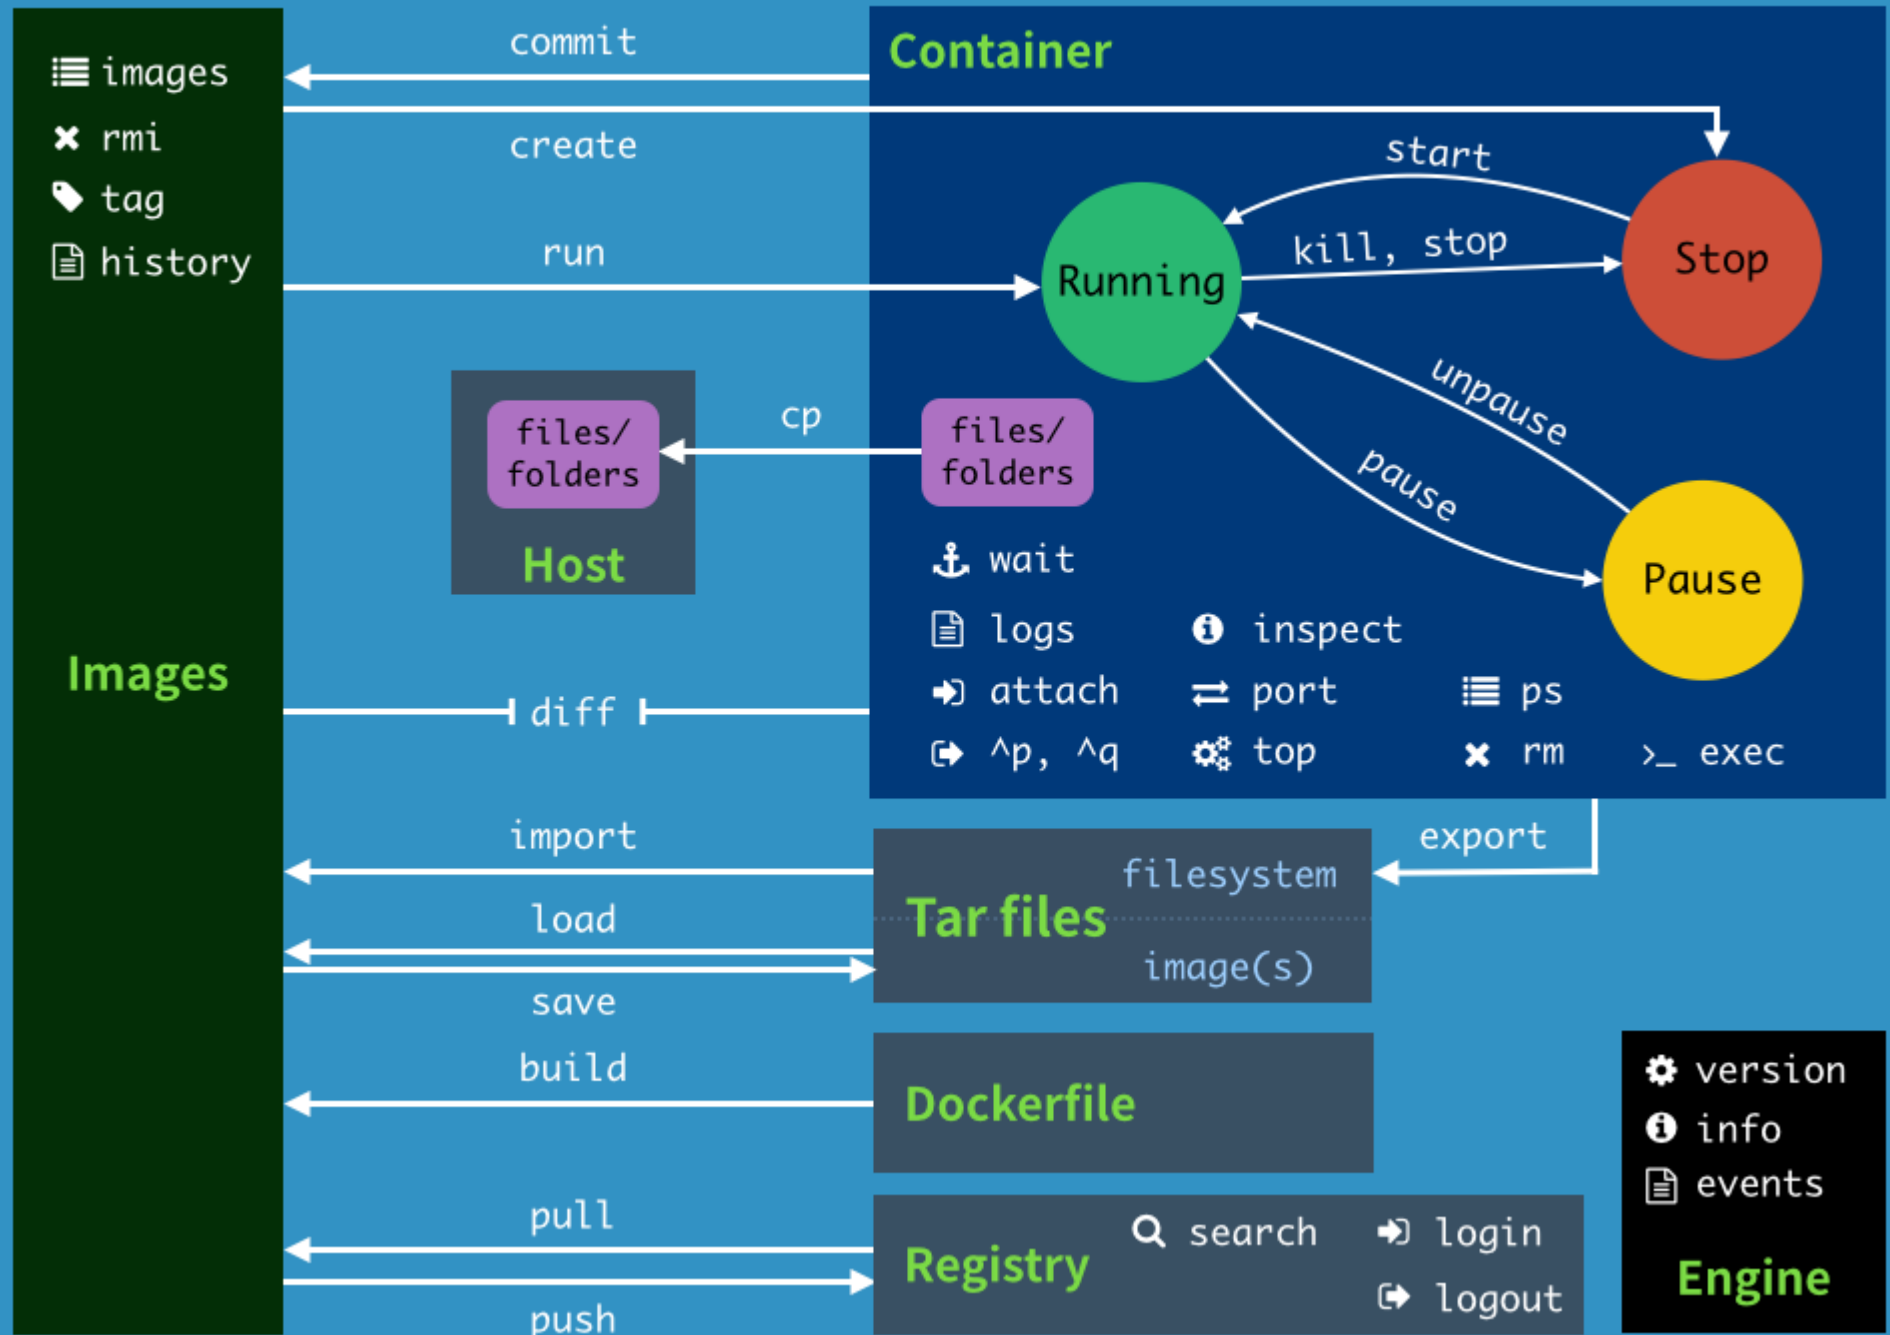 images
rmi
tag
history
Images
commit
create
run
cp
files/
folders
Host
diff
import
load
save
build
pull
push
Container
start
kill, stop
Running
Stop
unpause
pause
Pause
files/
folders
wait
logs
inspect
attach
port
ps
^p, ^q
top
rm
>_ exec
export
filesystem
Tar files
image(s)
Dockerfile
Registry
search
login
logout
version
info
events
Engine